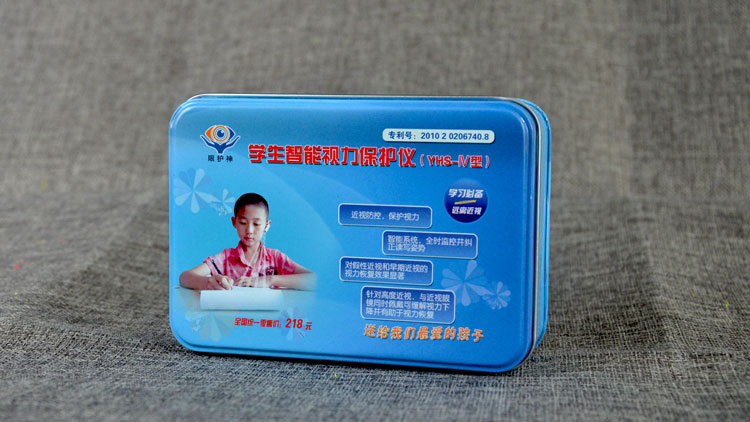 专利号：2010 2 0206740.8
眼护神
学生智能视力保护仪（YHS-Ⅳ型）
学习必备
远离近视
近视防控，保护视力
智能系统，全时监控并纠
正读写姿势
对假性近视和早期近视的
视力恢复效果显著
针对高度近视，与近视眼
镜同时佩戴可缓解视力下
降并有助于视力恢复
全国统一零售价：218 元
送给我们最爱的孩子